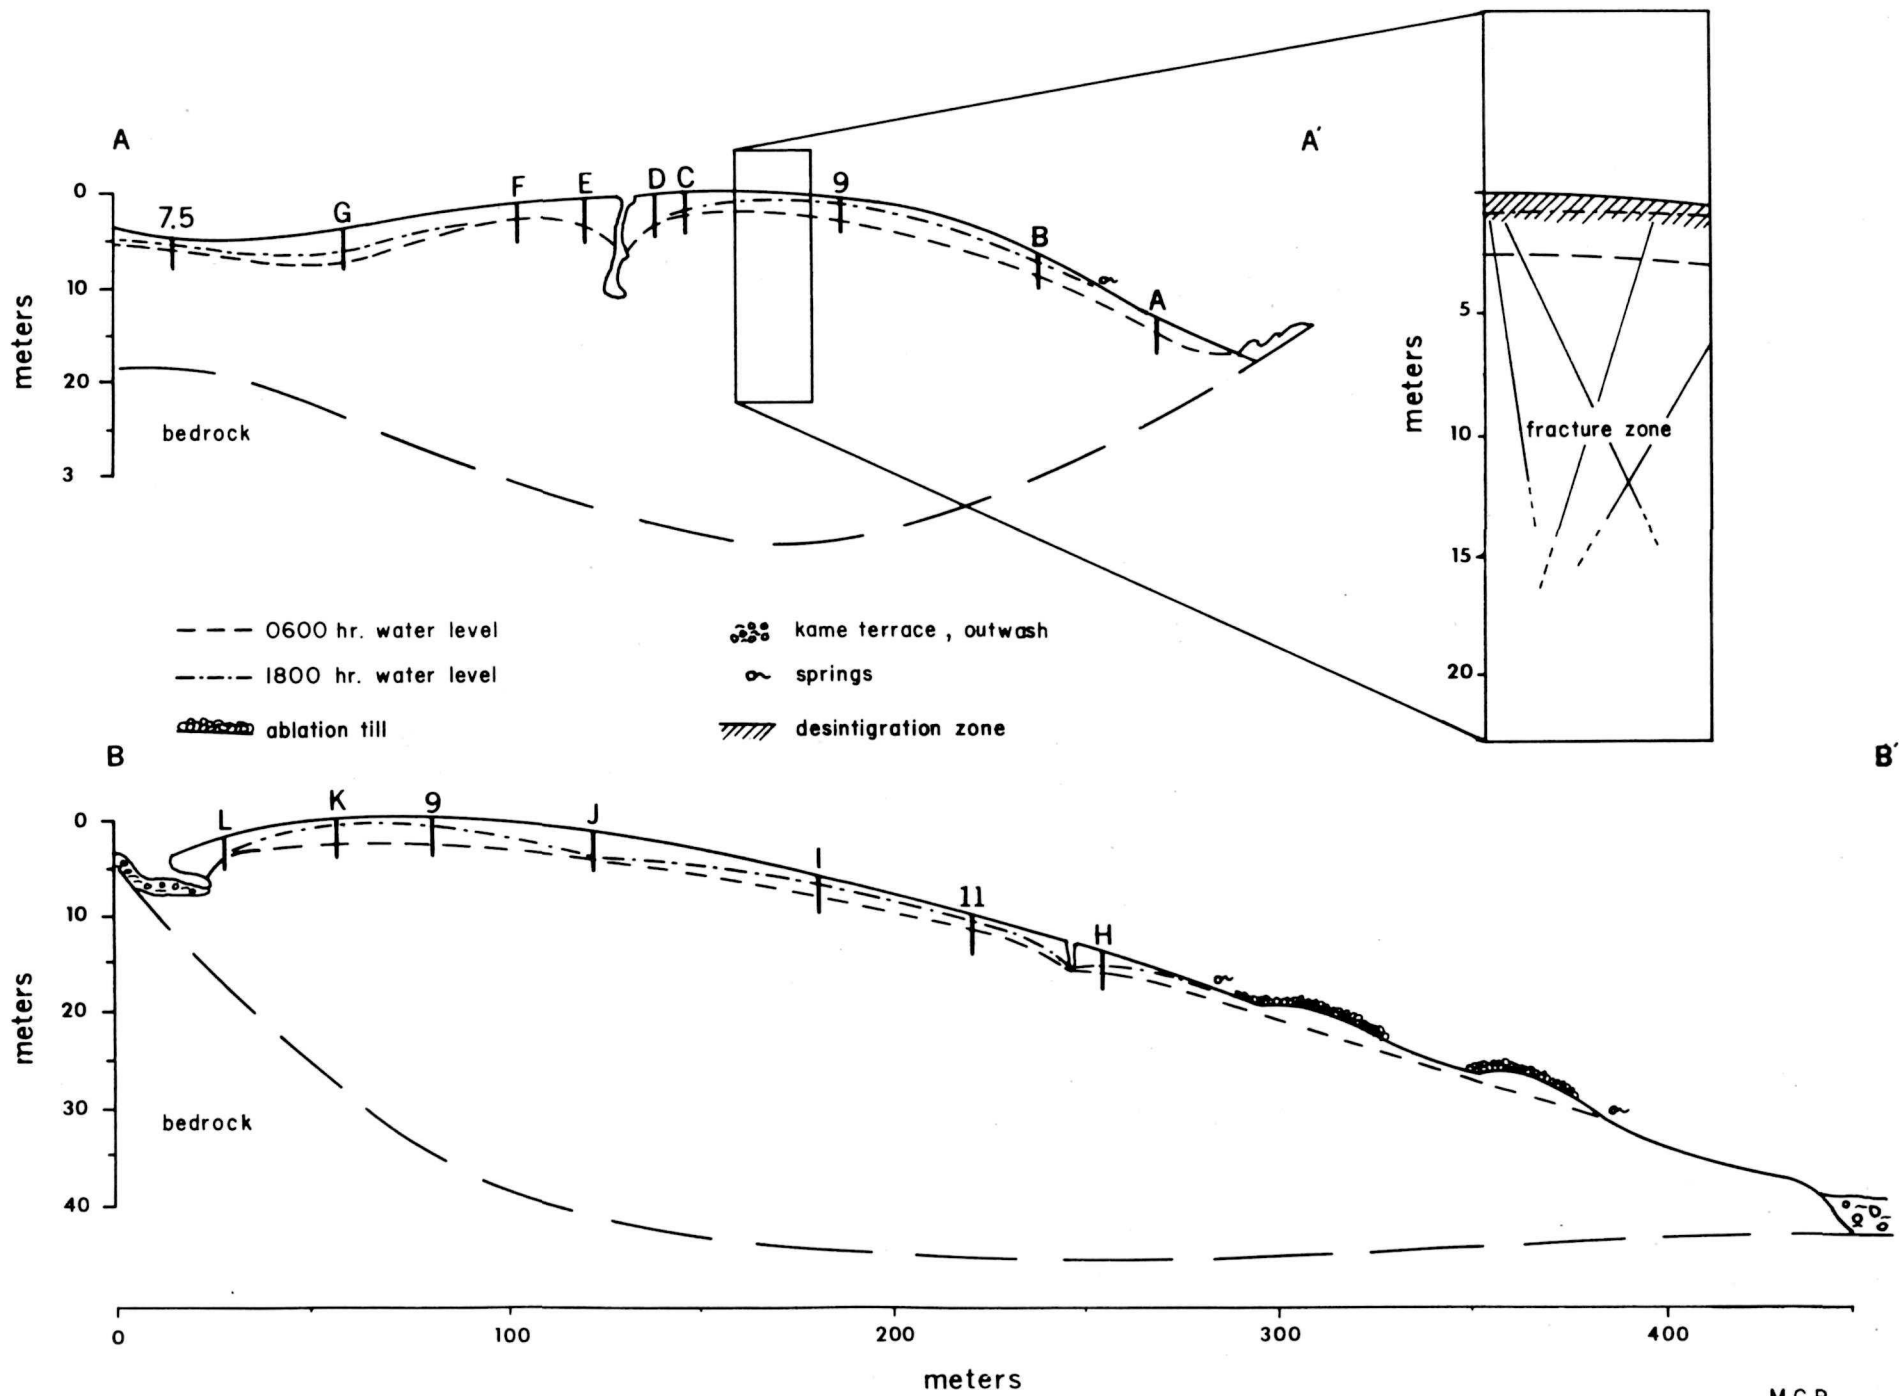 A
A′
0
10
20
3
meters
7.5
G
F
E
D
C
9
B
A
bedrock
5
10
15
20
meters
fracture zone
0600 hr. water level
1800 hr. water level
ablation till
kame terrace , outwash
springs
desintigration zone
B
B′
0
10
20
30
40
meters
L
K
9
J
I
11
H
bedrock
0
100
200
300
400
meters